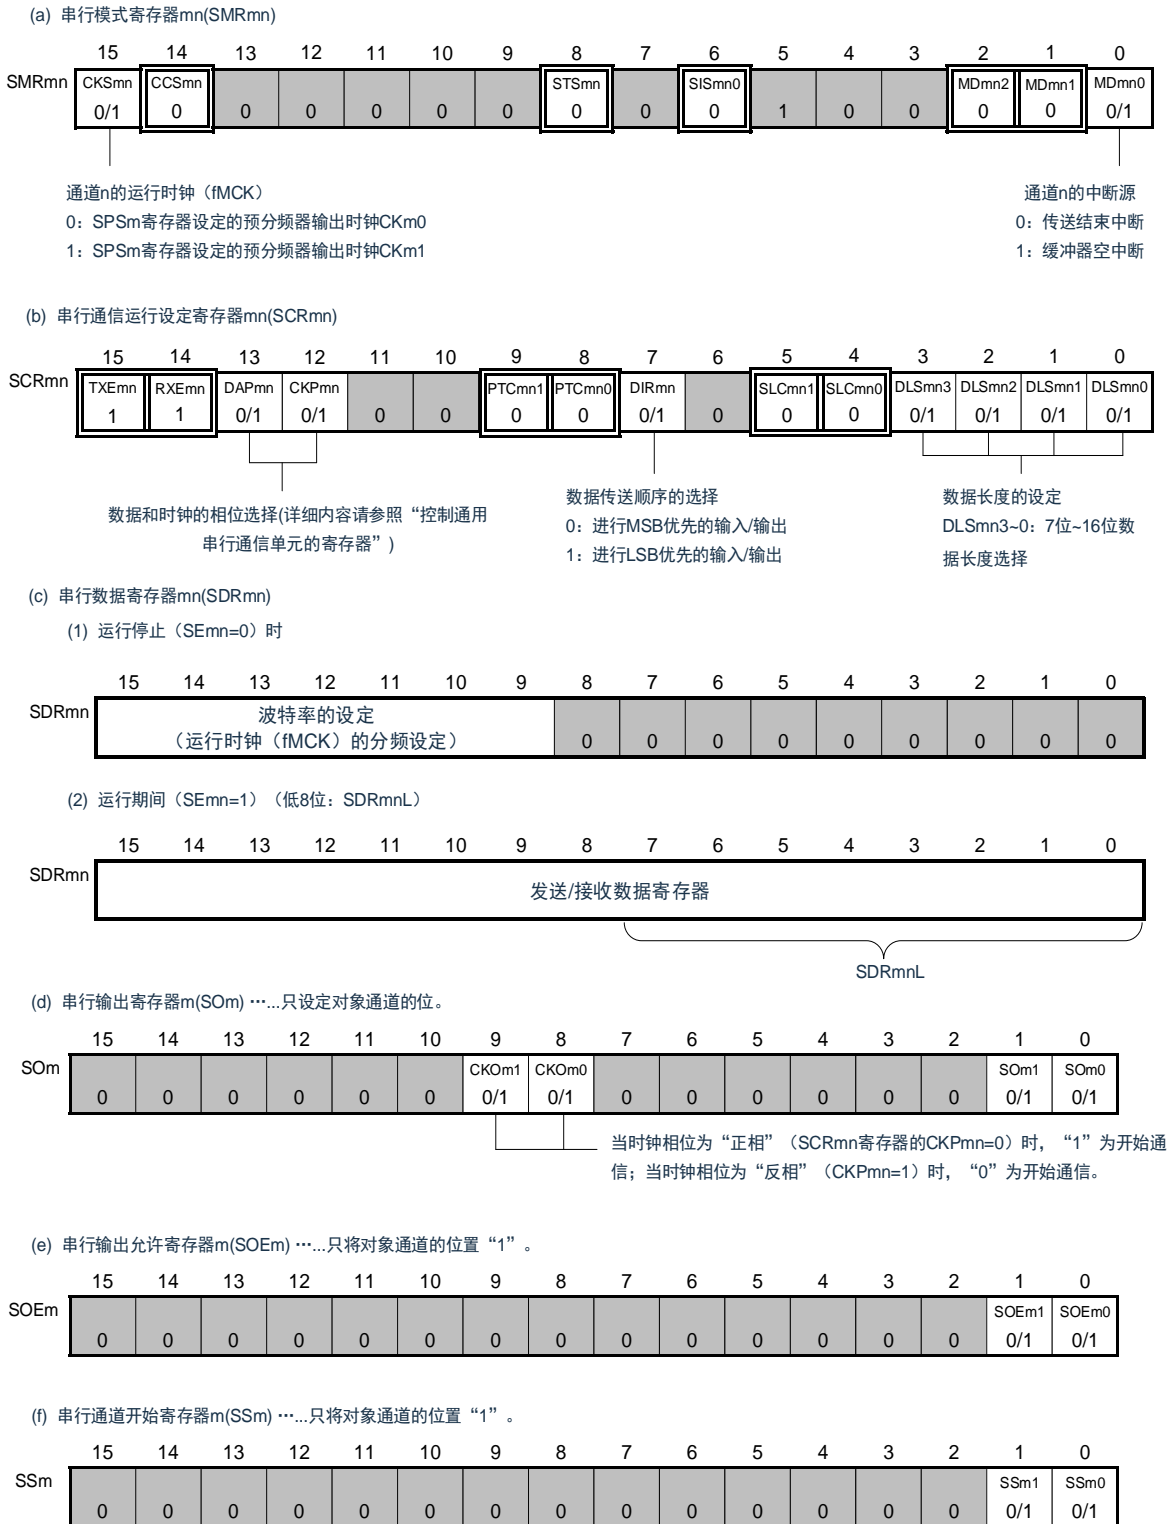 (a) 串行模式寄存器mn(SMRmn)
15 14 13 12 11 10 9 8 7 6 5 4 3 2 1 0
SMRmn CKSmn CCSmn STSmn SISmn0 MDmn2 MDmn1 MDmn0
0/1 0 0 0 0 0 0 0 0 0 1 0 0 0 0 0/1
通道n的运行时钟（fMCK） 通道n的中断源
0：SPSm寄存器设定的预分频器输出时钟CKm0 0：传送结束中断
1：SPSm寄存器设定的预分频器输出时钟CKm1 1：缓冲器空中断
(b) 串行通信运行设定寄存器mn(SCRmn)
15 14 13 12 11 10 9 8 7 6 5 4 3 2 1 0
SCRmn TXEmn RXEmn DAPmn CKPmn PTCmn1 PTCmn0 DIRmn SLCmn1 SLCmn0 DLSmn3 DLSmn2 DLSmn1 DLSmn0
1 1 0/1 0/1 0 0 0 0 0/1 0 0 0 0/1 0/1 0/1 0/1
数据和时钟的相位选择(详细内容请参照“控制通用
串行通信单元的寄存器”)
数据传送顺序的选择
0：进行MSB优先的输入/输出
1：进行LSB优先的输入/输出
数据长度的设定
DLSmn3~0：7位~16位数
据长度选择
(c) 串行数据寄存器mn(SDRmn)
(1) 运行停止（SEmn=0）时
15 14 13 12 11 10 9 8 7 6 5 4 3 2 1 0
SDRmn 波特率的设定
（运行时钟（fMCK）的分频设定） 0 0 0 0 0 0 0 0 0
(2) 运行期间（SEmn=1）（低8位：SDRmnL）
15 14 13 12 11 10 9 8 7 6 5 4 3 2 1 0
SDRmn 发送/接收数据寄存器
SDRmnL
(d) 串行输出寄存器m(SOm) ······只设定对象通道的位。
15 14 13 12 11 10 9 8 7 6 5 4 3 2 1 0
SOm CKOm1 CKOm0 SOm1 SOm0
0 0 0 0 0 0 0/1 0/1 0 0 0 0 0 0 0/1 0/1
当时钟相位为“正相”（SCRmn寄存器的CKPmn=0）时，“1”为开始通
信；当时钟相位为“反相”（CKPmn=1）时，“0”为开始通信。
(e) 串行输出允许寄存器m(SOEm) ······只将对象通道的位置“1”。
15 14 13 12 11 10 9 8 7 6 5 4 3 2 1 0
SOEm SOEm1 SOEm0
0 0 0 0 0 0 0 0 0 0 0 0 0 0 0/1 0/1
(f) 串行通道开始寄存器m(SSm) ······只将对象通道的位置“1”。
15 14 13 12 11 10 9 8 7 6 5 4 3 2 1 0
SSm SSm1 SSm0
0 0 0 0 0 0 0 0 0 0 0 0 0 0 0/1 0/1